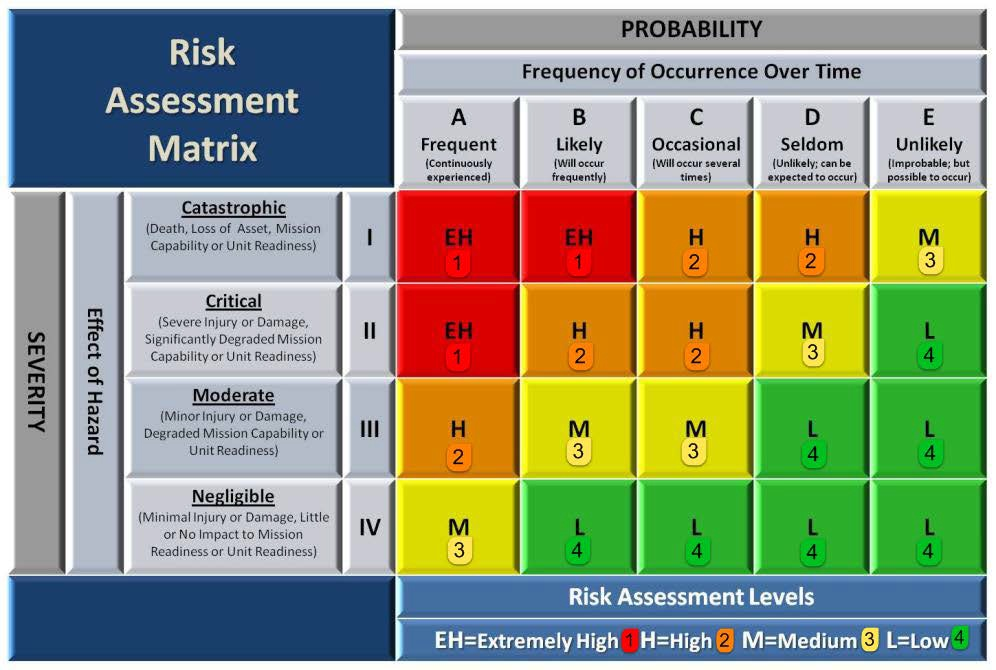 Risk
Assessment
Matrix
PROBABILITY
Frequency of Occurrence Over Time
A
Frequent
(Continuously
experienced)
B
Likely
(Will occur
frequently)
C
Occasional
(Will occur several
times)
D
Seldom
(Unlikely; can be
expected to occur)
E
Unlikely
(Improbable; but
possible to occur)
SEVERITY
Effect of Hazard
Catastrophic
(Death, Loss of Asset, Mission
Capability or Unit Readiness)
I
EH
1
EH
1
H
2
H
2
M
3
Critical
(Severe Injury or Damage,
Significantly Degraded Mission
Capability or Unit Readiness)
II
EH
1
H
2
H
2
M
3
L
4
Moderate
(Minor Injury or Damage,
Degraded Mission Capability or
Unit Readiness)
III
H
2
M
3
M
3
L
4
L
4
Negligible
(Minimal Injury or Damage, Little
or No Impact to Mission
Readiness or Unit Readiness)
IV
M
3
L
4
L
4
L
4
L
4
Risk Assessment Levels
EH=Extremely High 1 H=High 2 M=Medium 3 L=Low 4